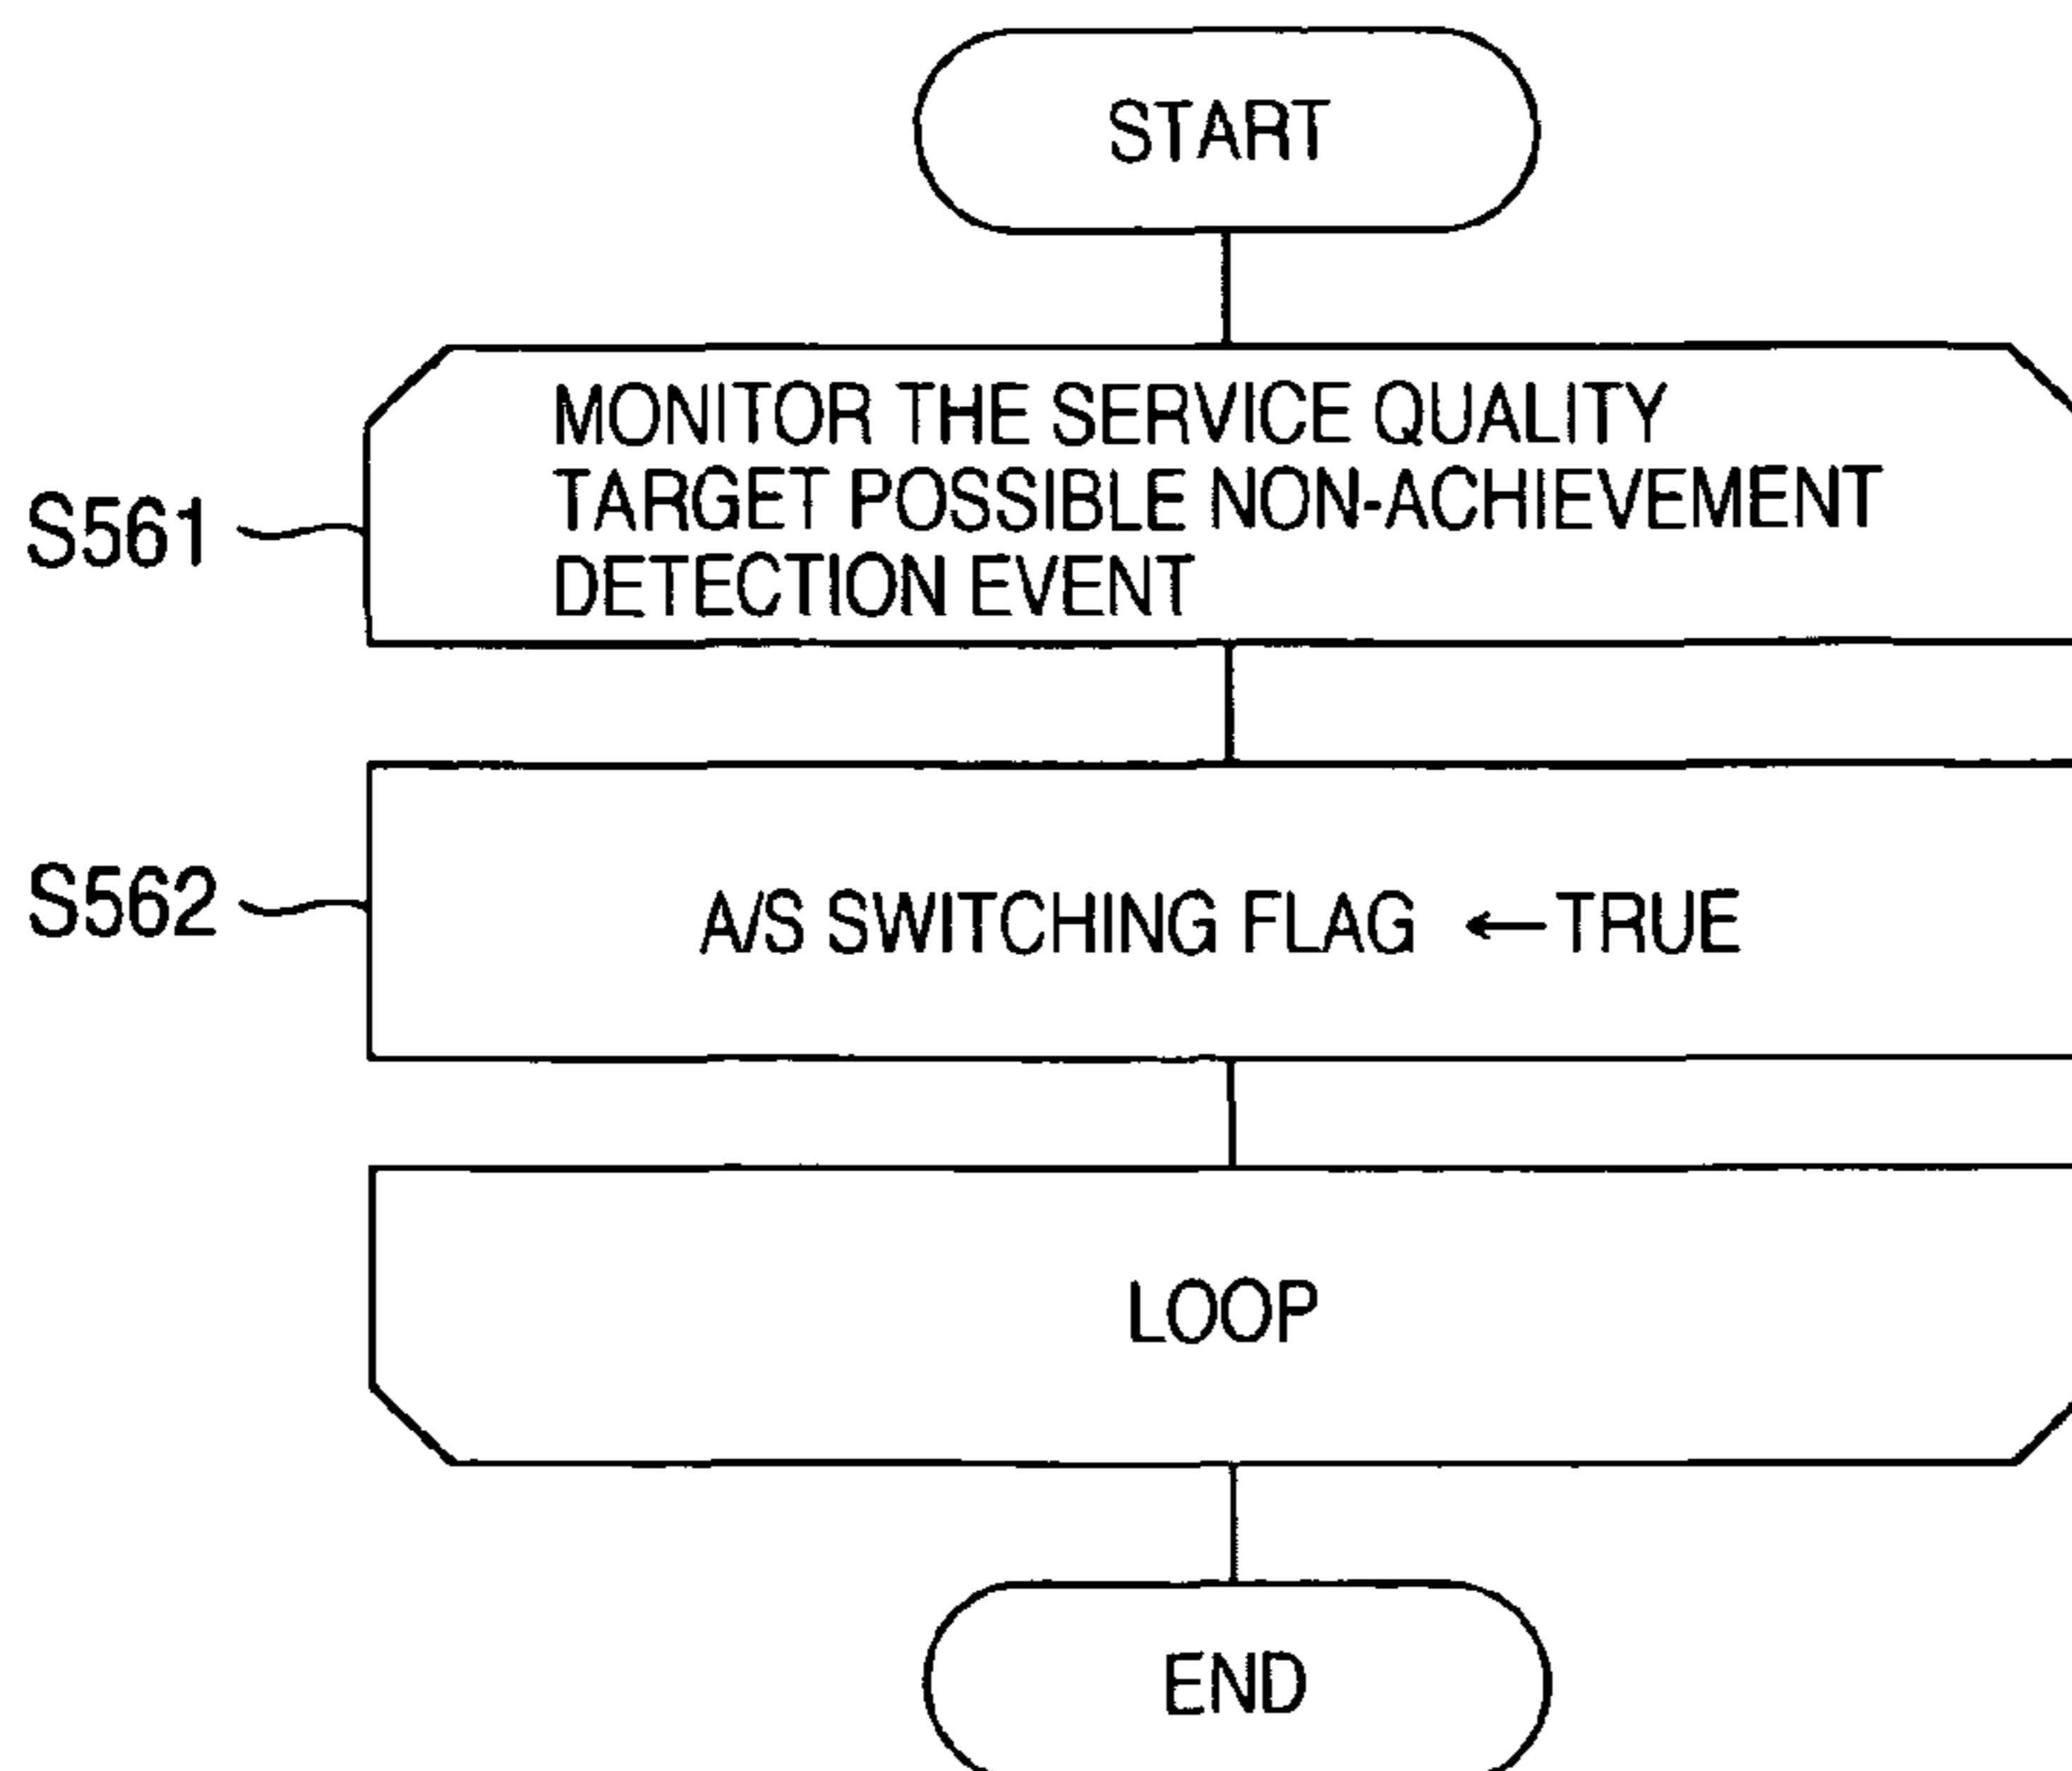 START
S561
MONITOR THE SERVICE QUALITY
TARGET POSSIBLE NON-ACHIEVEMENT
DETECTION EVENT
S562
A/S SWITCHING FLAG ← TRUE
LOOP
END